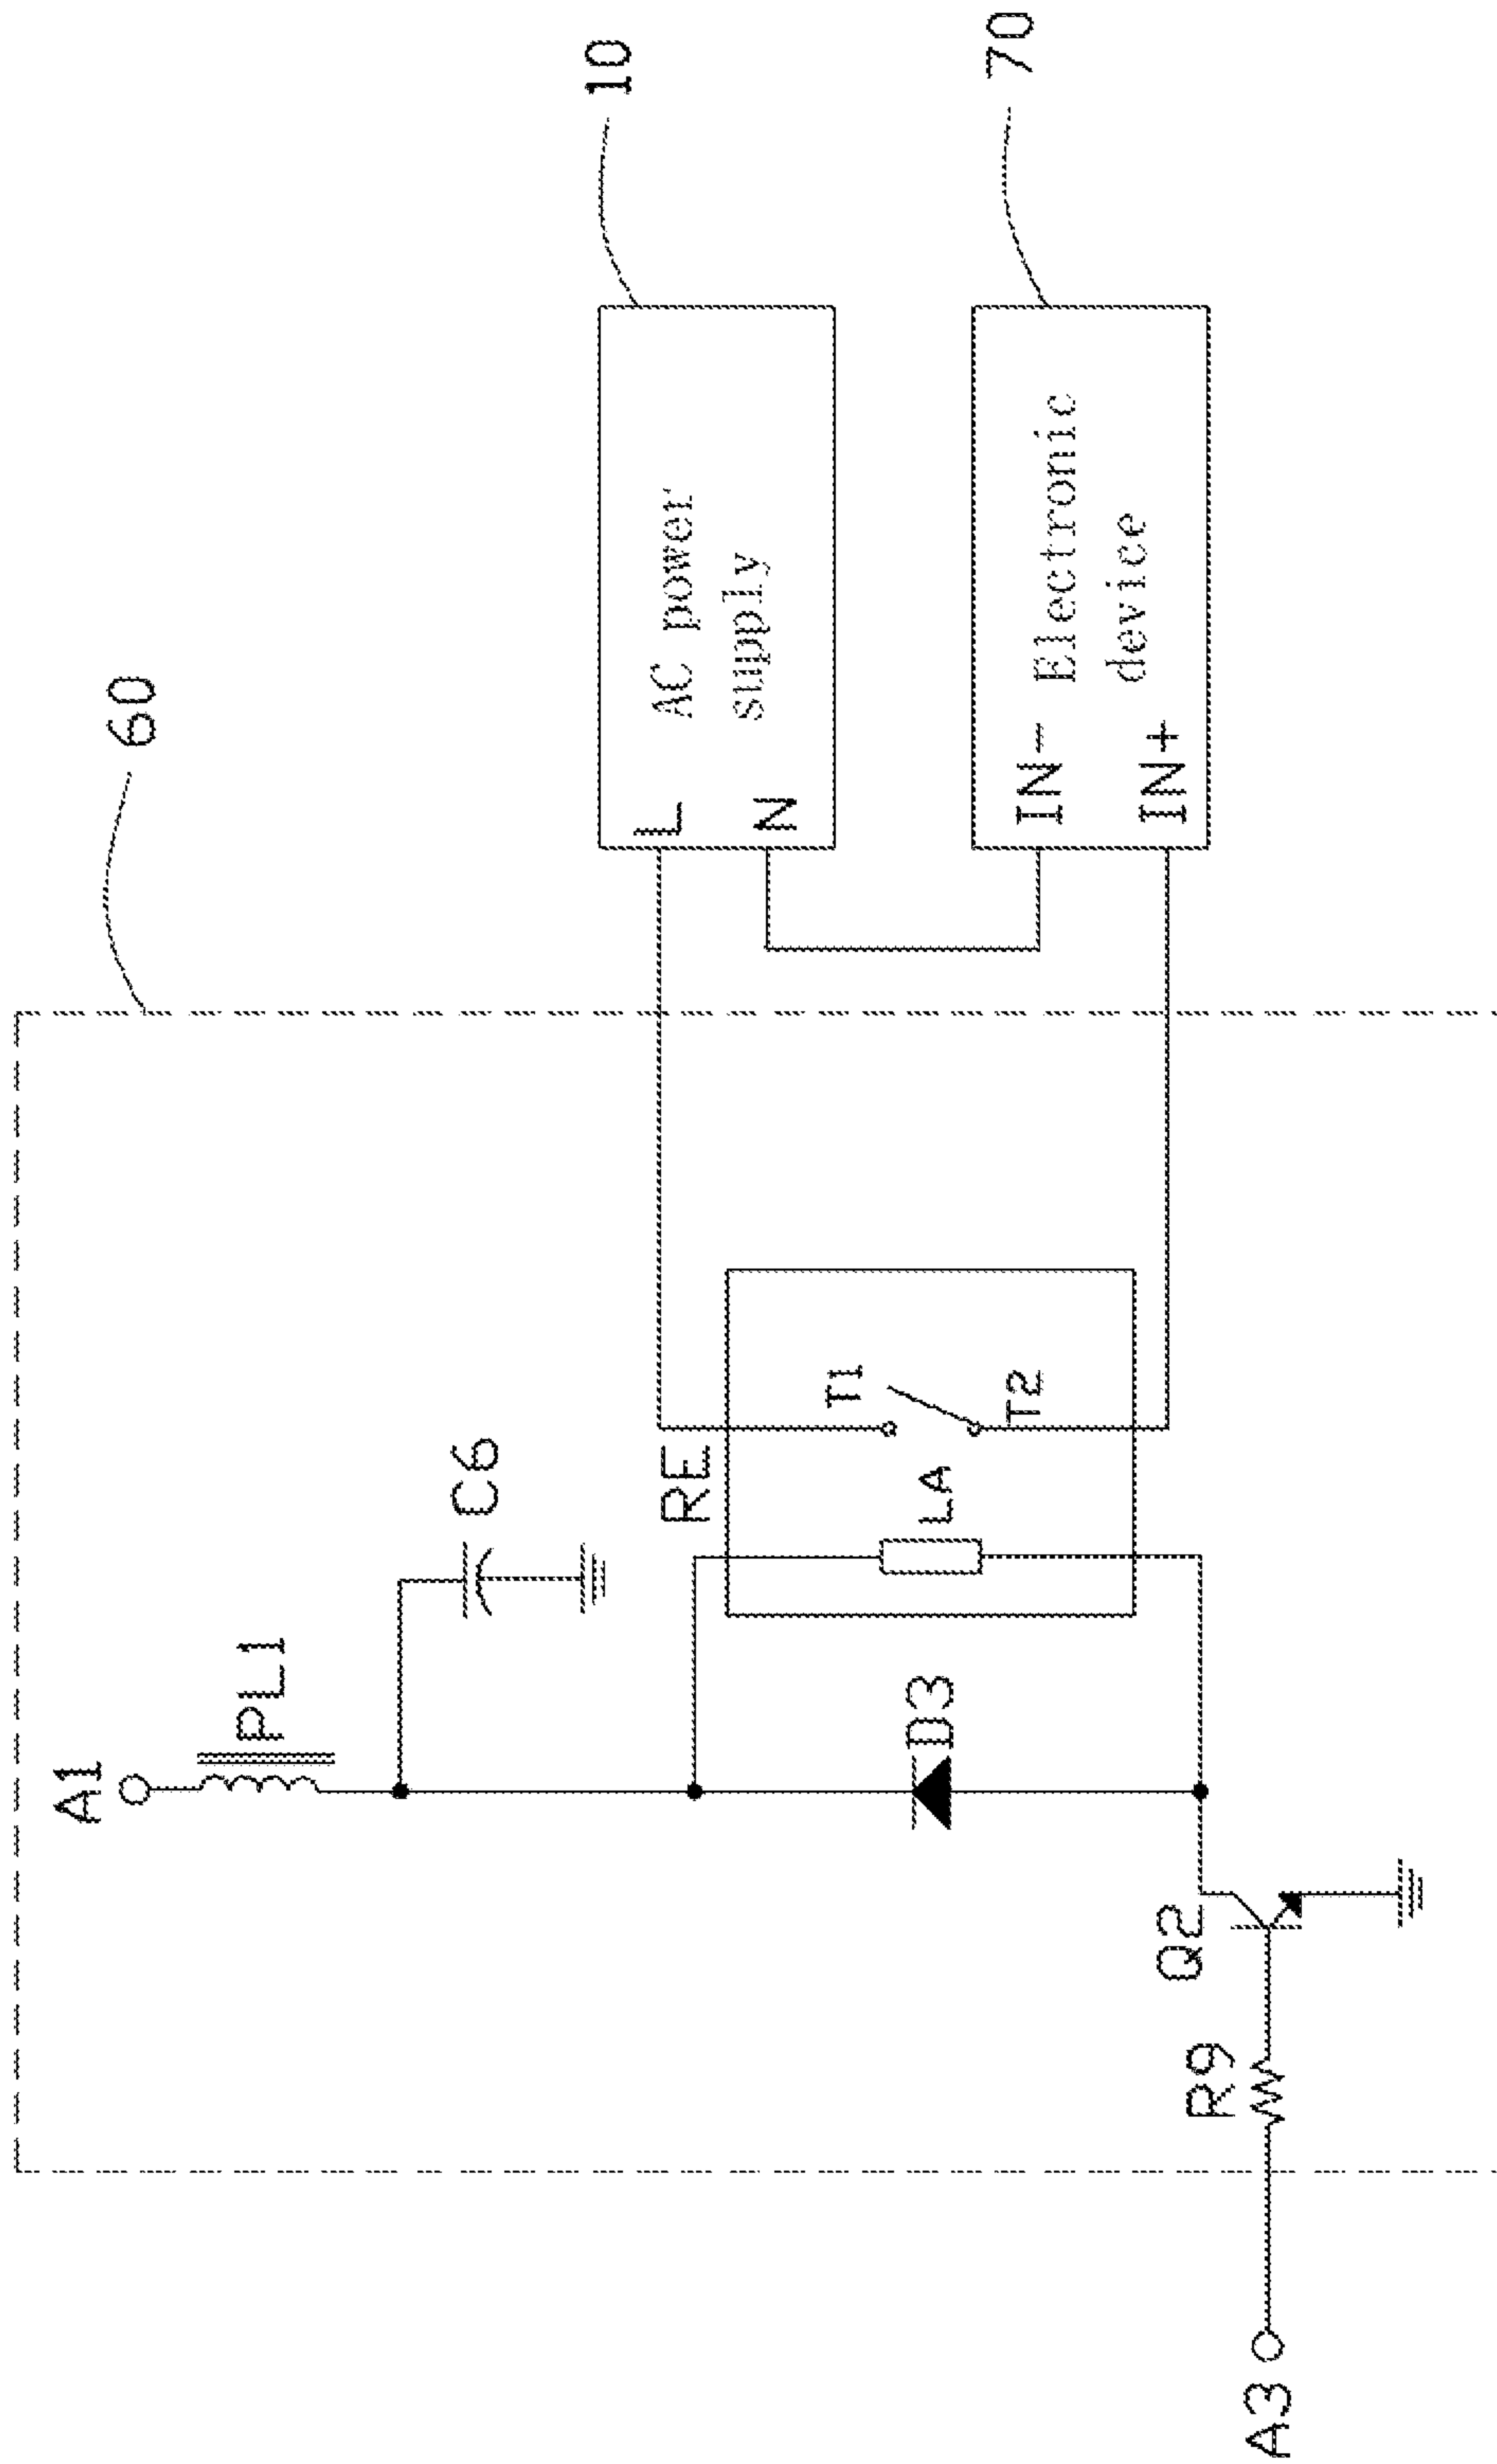 60
A1
PL1
C6
10
L
AC power
supply
N
RE
T1
LA
T2
D3
70
IN-
Electronic
device
IN+
Q2
R9
A3